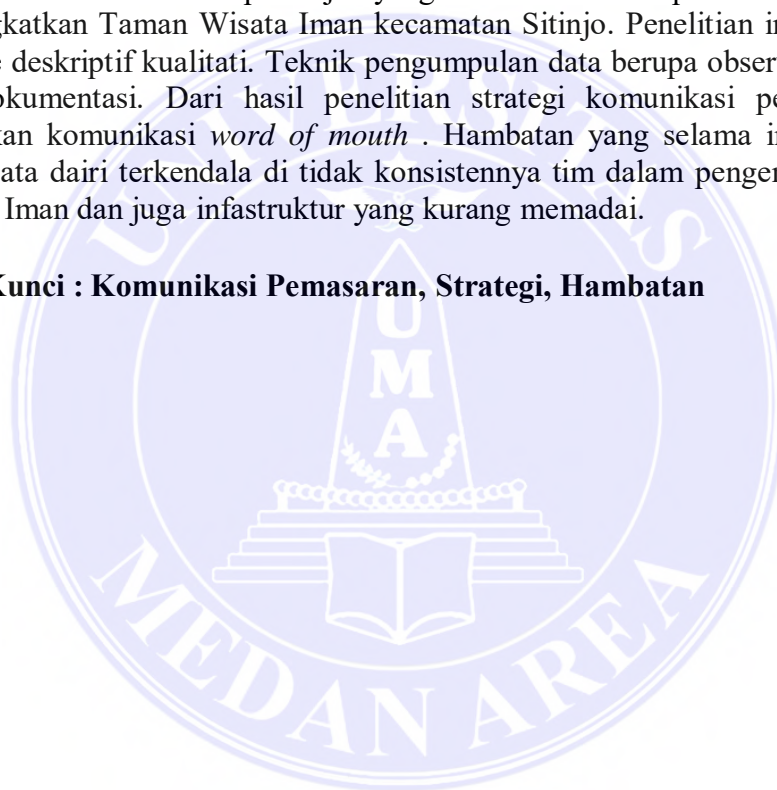 gkatkan Taman Wisata Iman kecamatan Sitinjo. Penelitian in
deskriptif kualitati. Teknik pengumpulan data berupa obser
okumentasi. Dari hasil penelitian strategi komunikasi pe
kan komunikasi word of mouth . Hambatan yang selama i
ata dairi terkendala di tidak konsistennya tim dalam penger
Iman dan juga infastruktur yang kurang memadai.
Kunci : Komunikasi Pemasaran, Strategi, Hambatan
UNIVERSITAS
UMA
MEDAN AREA